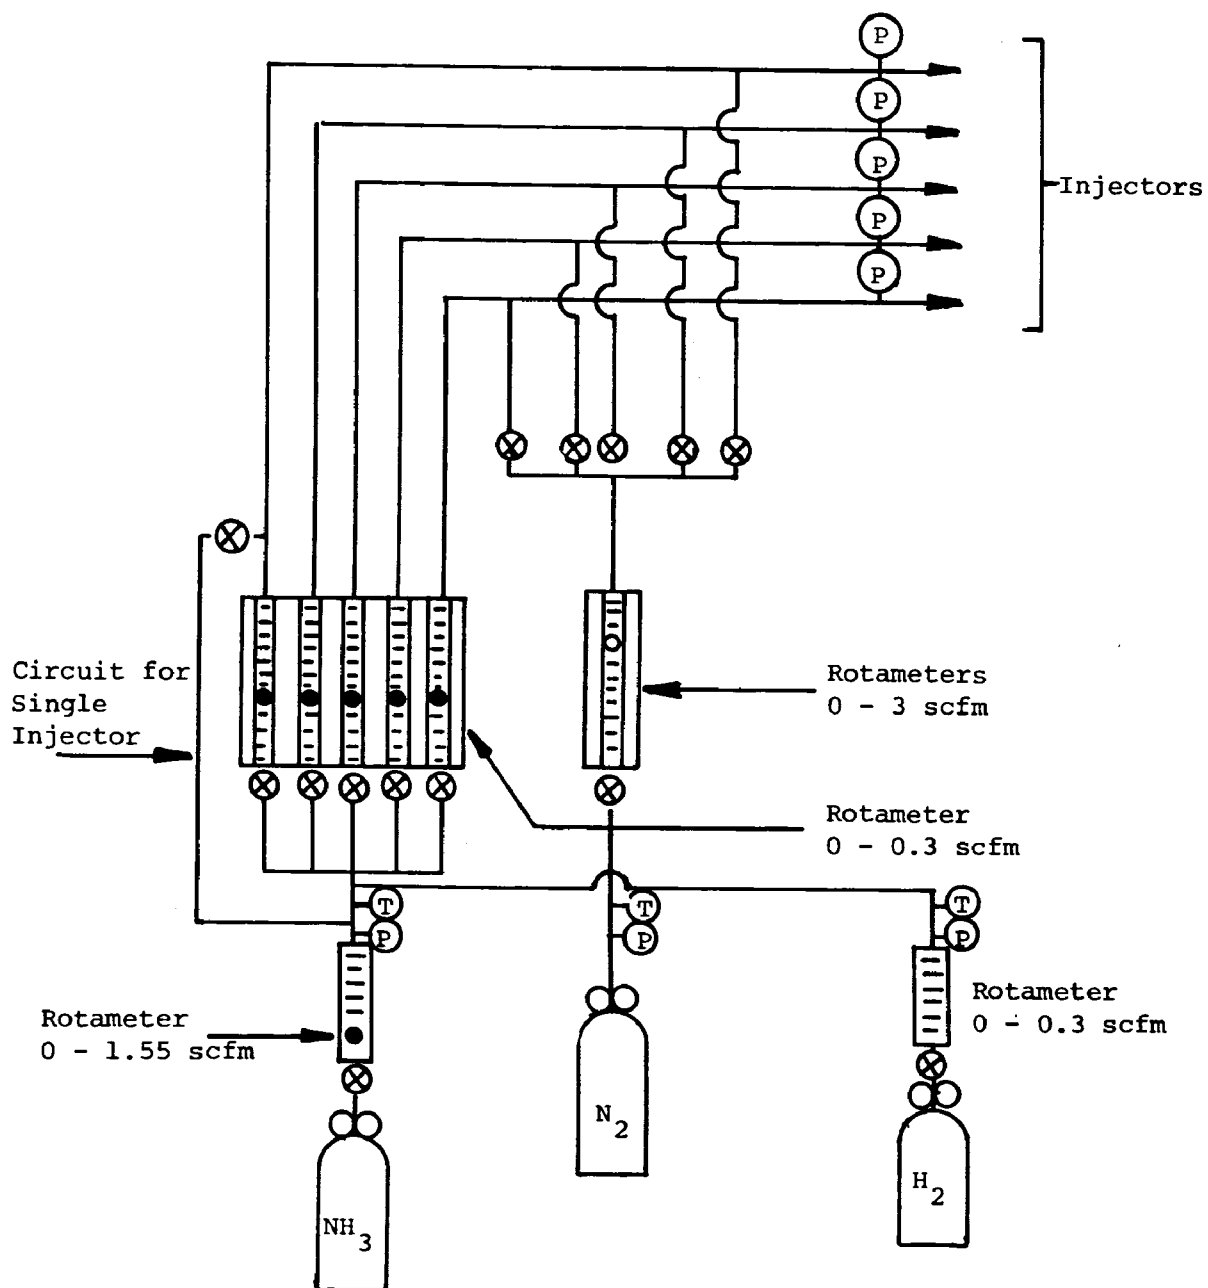 P
P
P
P
P
Injectors
Circuit for
Single
Injector
Rotameters
0 - 3 scfm
Rotameter
0 - 0.3 scfm
T
P
T
P
T
P
Rotameter
0 - 1.55 scfm
Rotameter
0 - 0.3 scfm
N2
H2
NH3